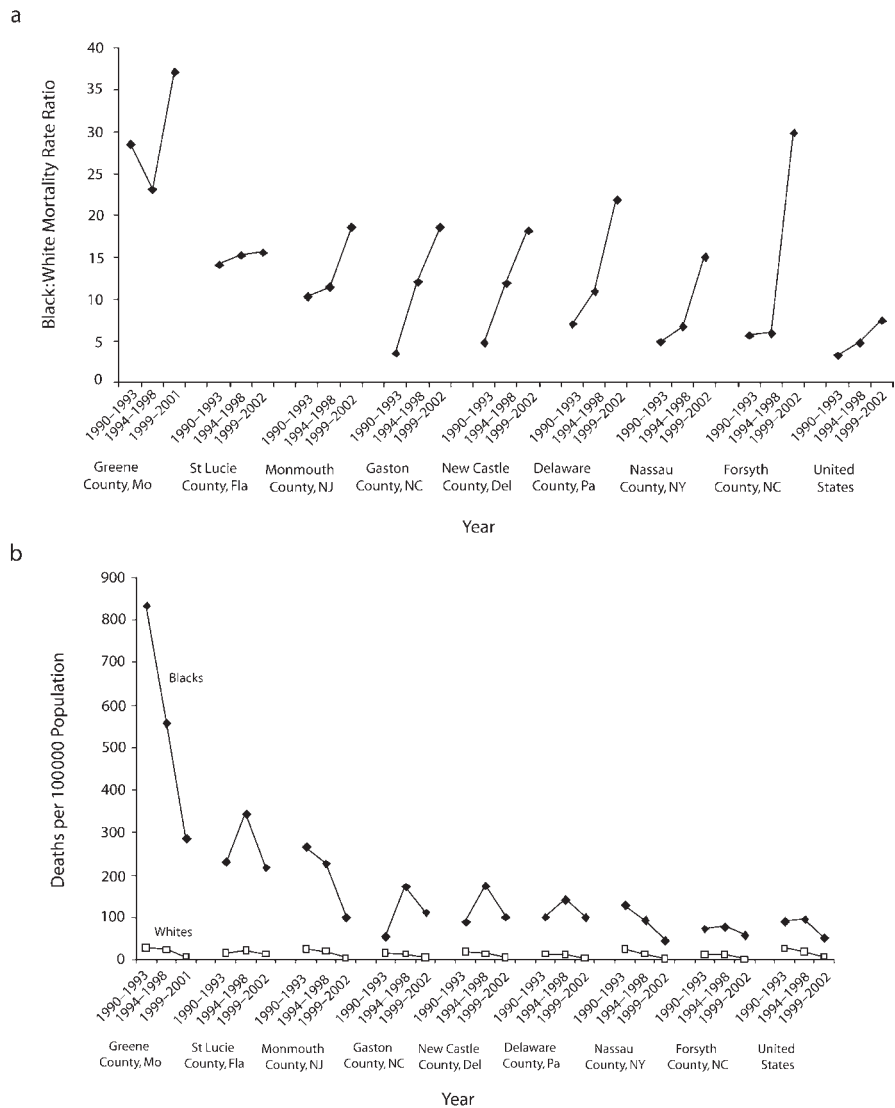 a
Black:White Mortality Rate Ratio
40
35
30
25
20
15
10
5
0
1990–1993
1994–1998
1999–2001
1990–1993
1994–1998
1999–2002
1990–1993
1994–1998
1999–2002
1990–1993
1994–1998
1999–2002
1990–1993
1994–1998
1999–2002
1990–1993
1994–1998
1999–2002
1990–1993
1994–1998
1999–2002
1990–1993
1994–1998
1999–2002
1990–1993
1994–1998
1999–2002
Greene
County, Mo
St Lucie
County, Fla
Monmouth
County, NJ
Gaston
County, NC
New Castle
County, Del
Delaware
County, Pa
Nassau
County, NY
Forsyth
County, NC
United
States
Year
b
Deaths per 100000 Population
900
800
700
600
500
400
300
200
100
0
Blacks
Whites
1990–1993
1994–1998
1999–2001
1990–1993
1994–1998
1999–2002
1990–1993
1994–1998
1999–2002
1990–1993
1994–1998
1999–2002
1990–1993
1994–1998
1999–2002
1990–1993
1994–1998
1999–2002
1990–1993
1994–1998
1999–2002
1990–1993
1994–1998
1999–2002
1990–1993
1994–1998
1999–2002
Greene
County, Mo
St Lucie
County, Fla
Monmouth
County, NJ
Gaston
County, NC
New Castle
County, Del
Delaware
County, Pa
Nassau
County, NY
Forsyth
County, NC
United
States
Year